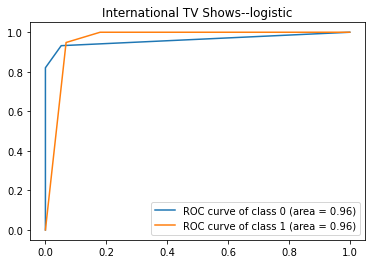 International TV Shows--logistic
1.0
0.8
0.6
0.4
0.2
0.0
ROC curve of class 0 (area = 0.96)
ROC curve of class 1 (area = 0.96)
0.0 0.2 0.4 0.6 0.8 1.0